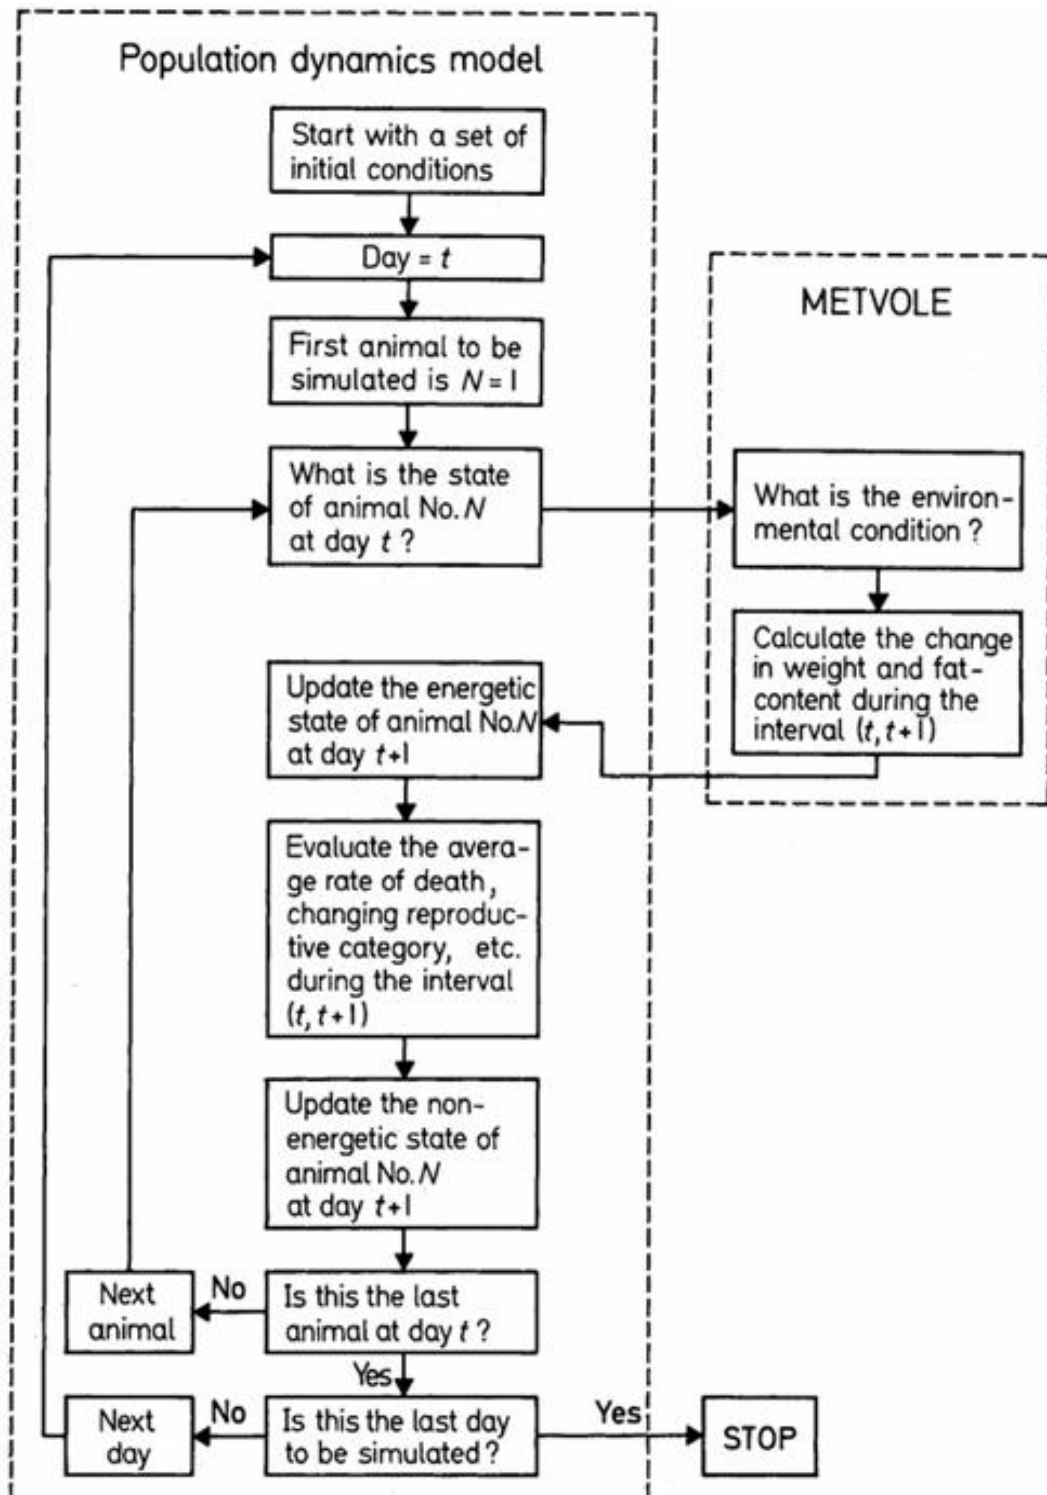 Population dynamics model
Start with a set of
initial conditions
Day = t
First animal to be
simulated is N = 1
What is the state
of animal No. N
at day t ?
METVOLE
What is the environ-
mental condition ?
Calculate the change
in weight and fat-
content during the
interval (t, t+1)
Update the energetic
state of animal No. N
at day t+1
Evaluate the avera-
ge rate of death,
changing reproduc-
tive category, etc.
during the interval
(t, t+1)
Update the non-
energetic state of
animal No. N
at day t+1
Is this the last
animal at day t ?
No
Next
animal
Yes
Is this the last day
to be simulated ?
No
Next
day
Yes
STOP